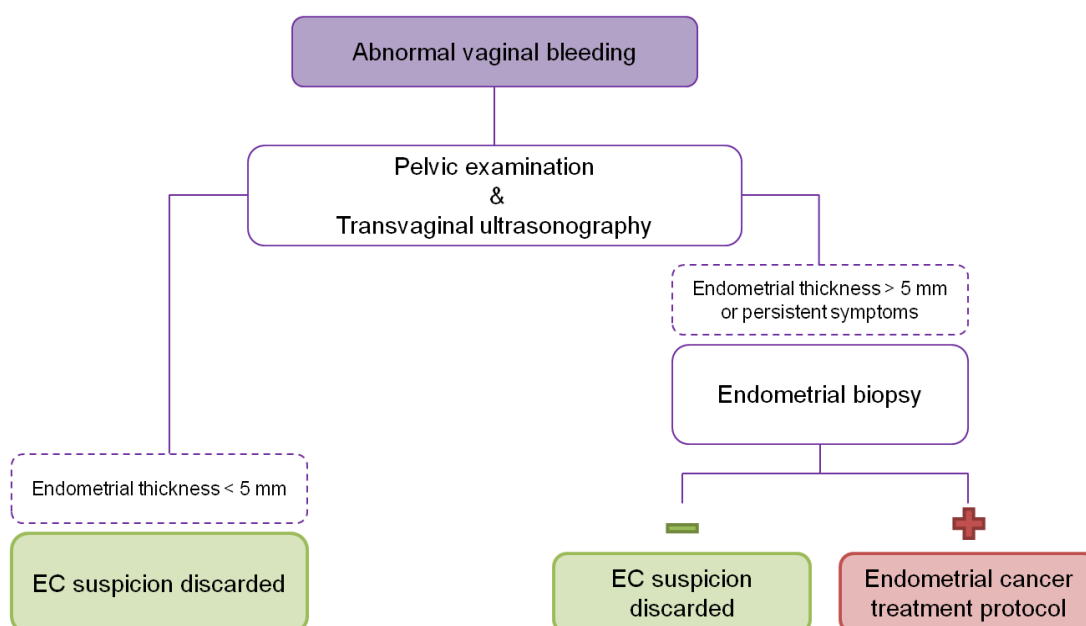 Abnormal vaginal bleeding
Pelvic examination
&
Transvaginal ultrasonography
Endometrial thickness > 5 mm
or persistent symptoms
Endometrial biopsy
Endometrial thickness < 5 mm
EC suspicion discarded
EC suspicion
discarded
Endometrial cancer
treatment protocol